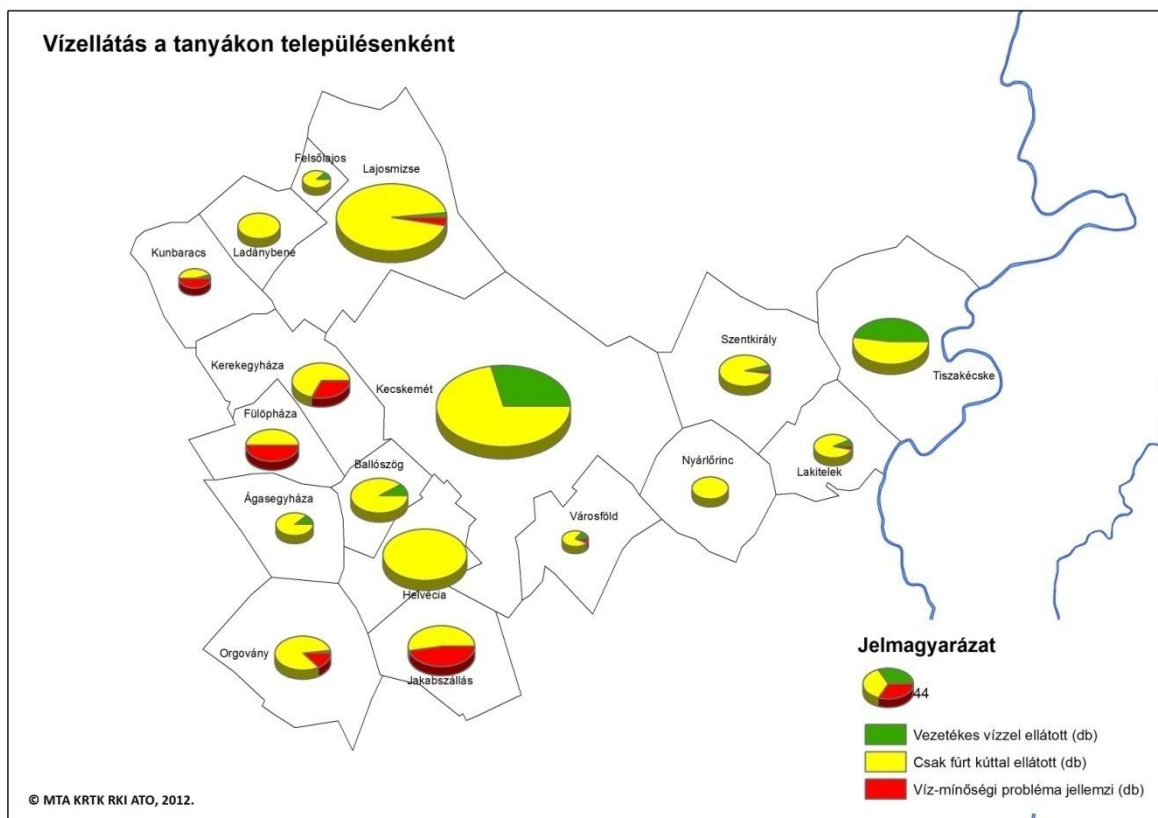 Vízellátás a tanyákon településenként
Felsőlajos
Lajosmizse
Kunbaracs
Ladánybene
Szentkirály
Kerekegyháza
Kecskemét
Tiszakécske
Fülöpháza
Ballószög
Nyárlőrinc
Lakitelek
Ágasegyháza
Városföld
Helvécia
Orgovány
Jakabszállás
Jelmagyarázat
44
Vezetékes vízzel ellátott (db)
Csak fúrt kúttal ellátott (db)
Víz-minőségi probléma jellemzi (db)
© MTA KRTK RKI ATO, 2012.